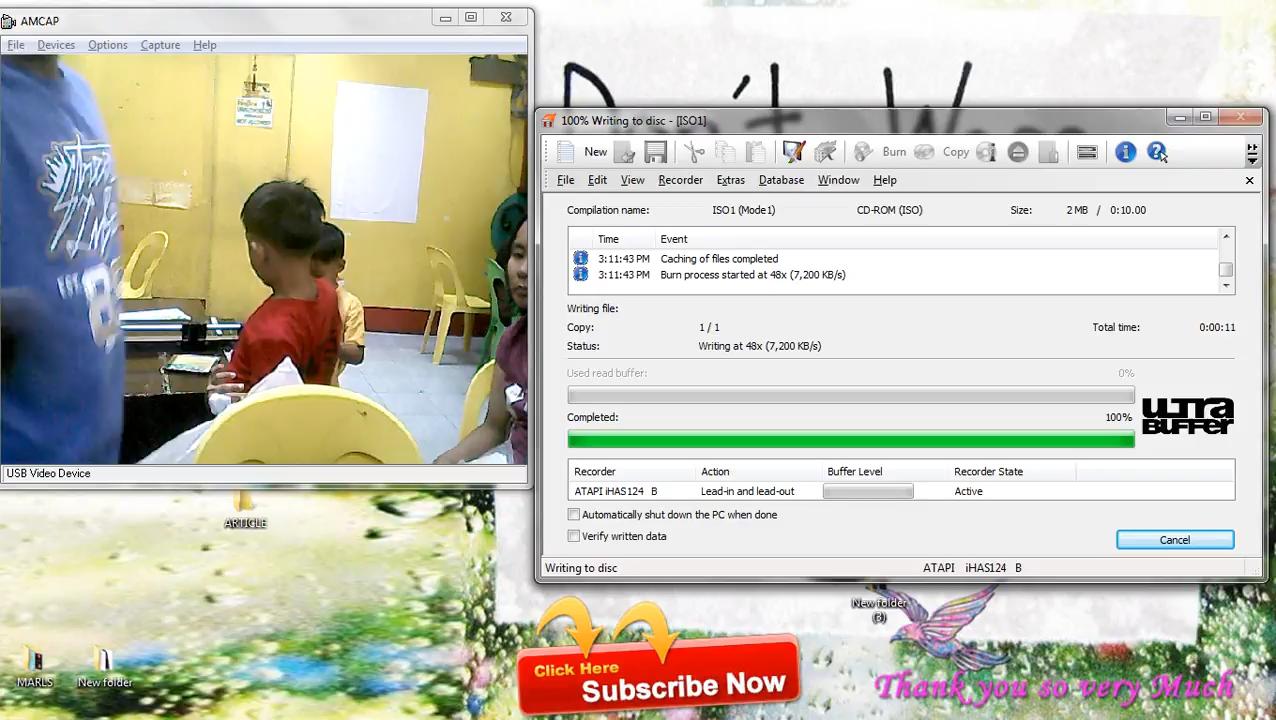 AMCAP
File Devices Options Capture Help
NOT ALLOWED
USB Video Device
ARTICLE
MARLS
New folder
Don't W
100% Writing to disc - [ISO1]
New Burn Copy
File Edit View Recorder Extras Database Window Help
Compilation name: ISO1 (Mode1) CD-ROM (ISO) Size: 2 MB / 0:10.00
Time Event
3:11:43 PM Caching of files completed
3:11:43 PM Burn process started at 48x (7,200 KB/s)
Writing file:
Copy: 1 / 1 Total time: 0:00:11
Status: Writing at 48x (7,200 KB/s)
Used read buffer: 0%
Completed: 100%
ULTRA
BUFFER
Recorder Action Buffer Level Recorder State
ATAPI iHAS124 B Lead-in and lead-out Active
Automatically shut down the PC when done
Verify written data
Cancel
Writing to disc ATAPI iHAS124 B
New folder
(3)
Click Here
Subscribe Now
Thank you so very Much